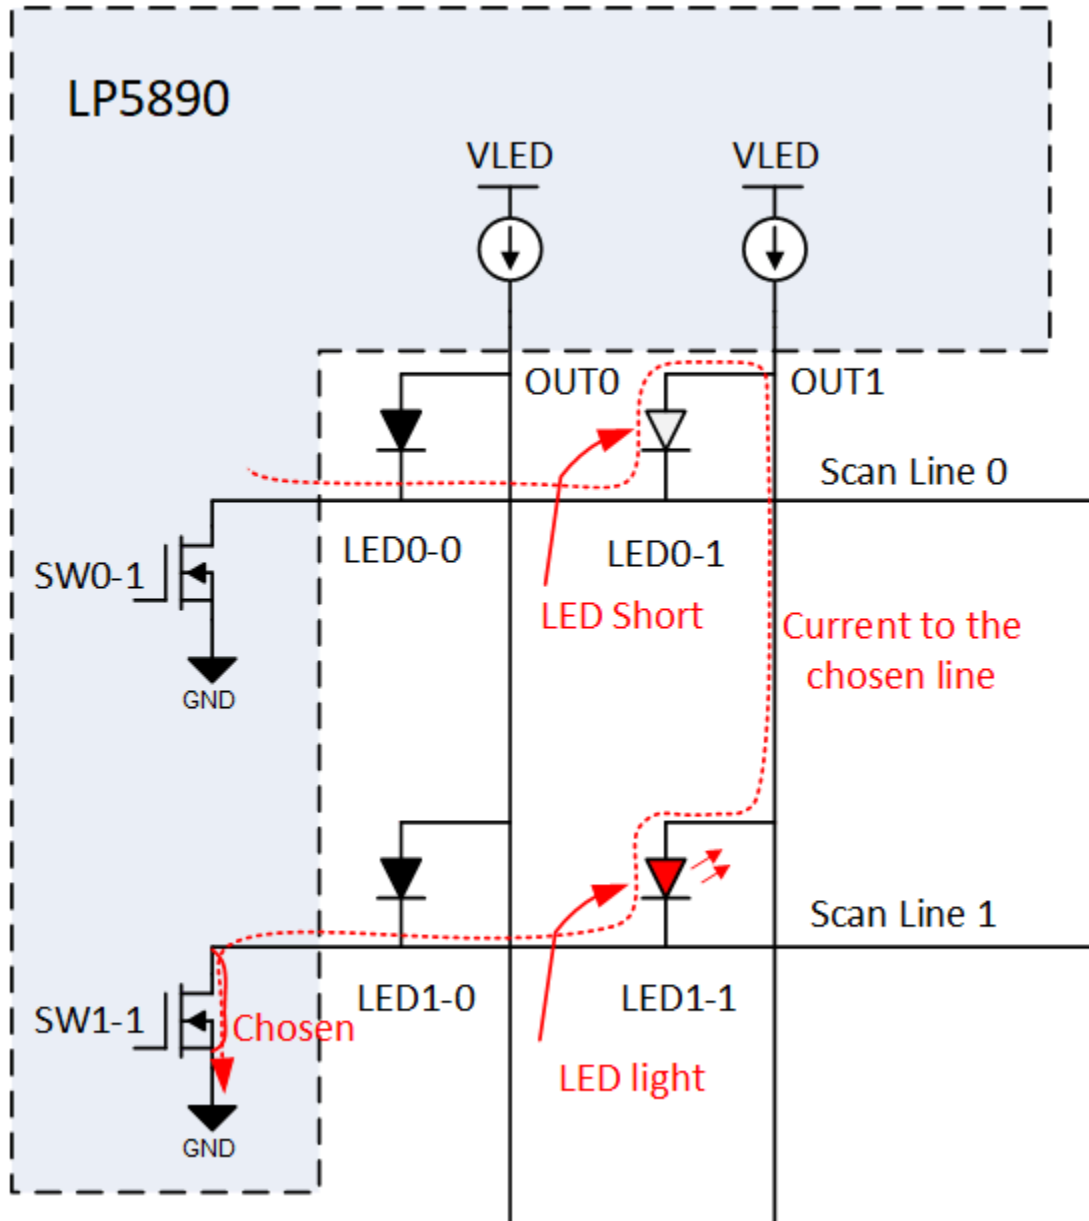 LP5890
VLED
VLED
OUT0
OUT1
Scan Line 0
LED0-0
LED0-1
SW0-1
LED Short
Current to the
chosen line
GND
Scan Line 1
LED1-0
LED1-1
SW1-1
Chosen
LED light
GND